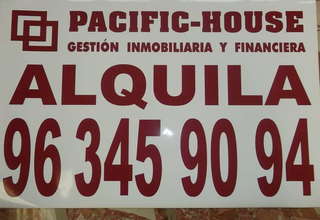 PACIFIC-HOUSE
GESTIÓN INMOBILIARIA Y FINANCIERA
ALQUILA
96 345 90 94